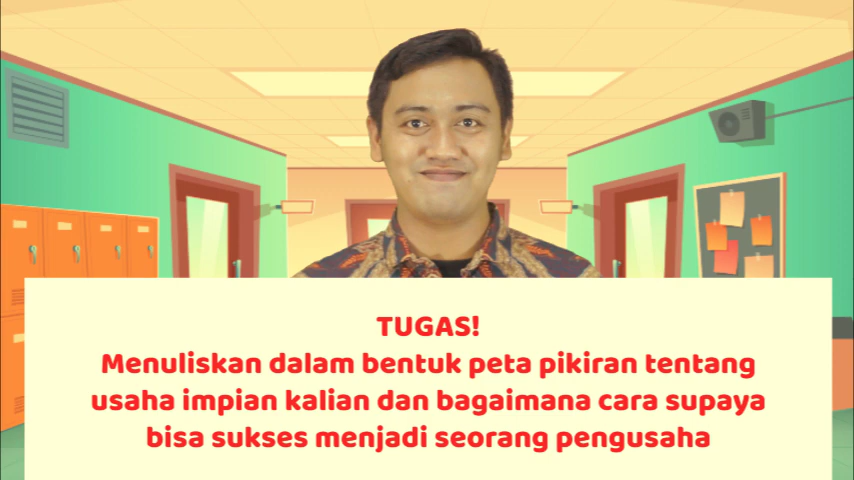 TUGAS!
Menuliskan dalam bentuk peta pikiran tentang
usaha impian kalian dan bagaimana cara supaya
bisa sukses menjadi seorang pengusaha